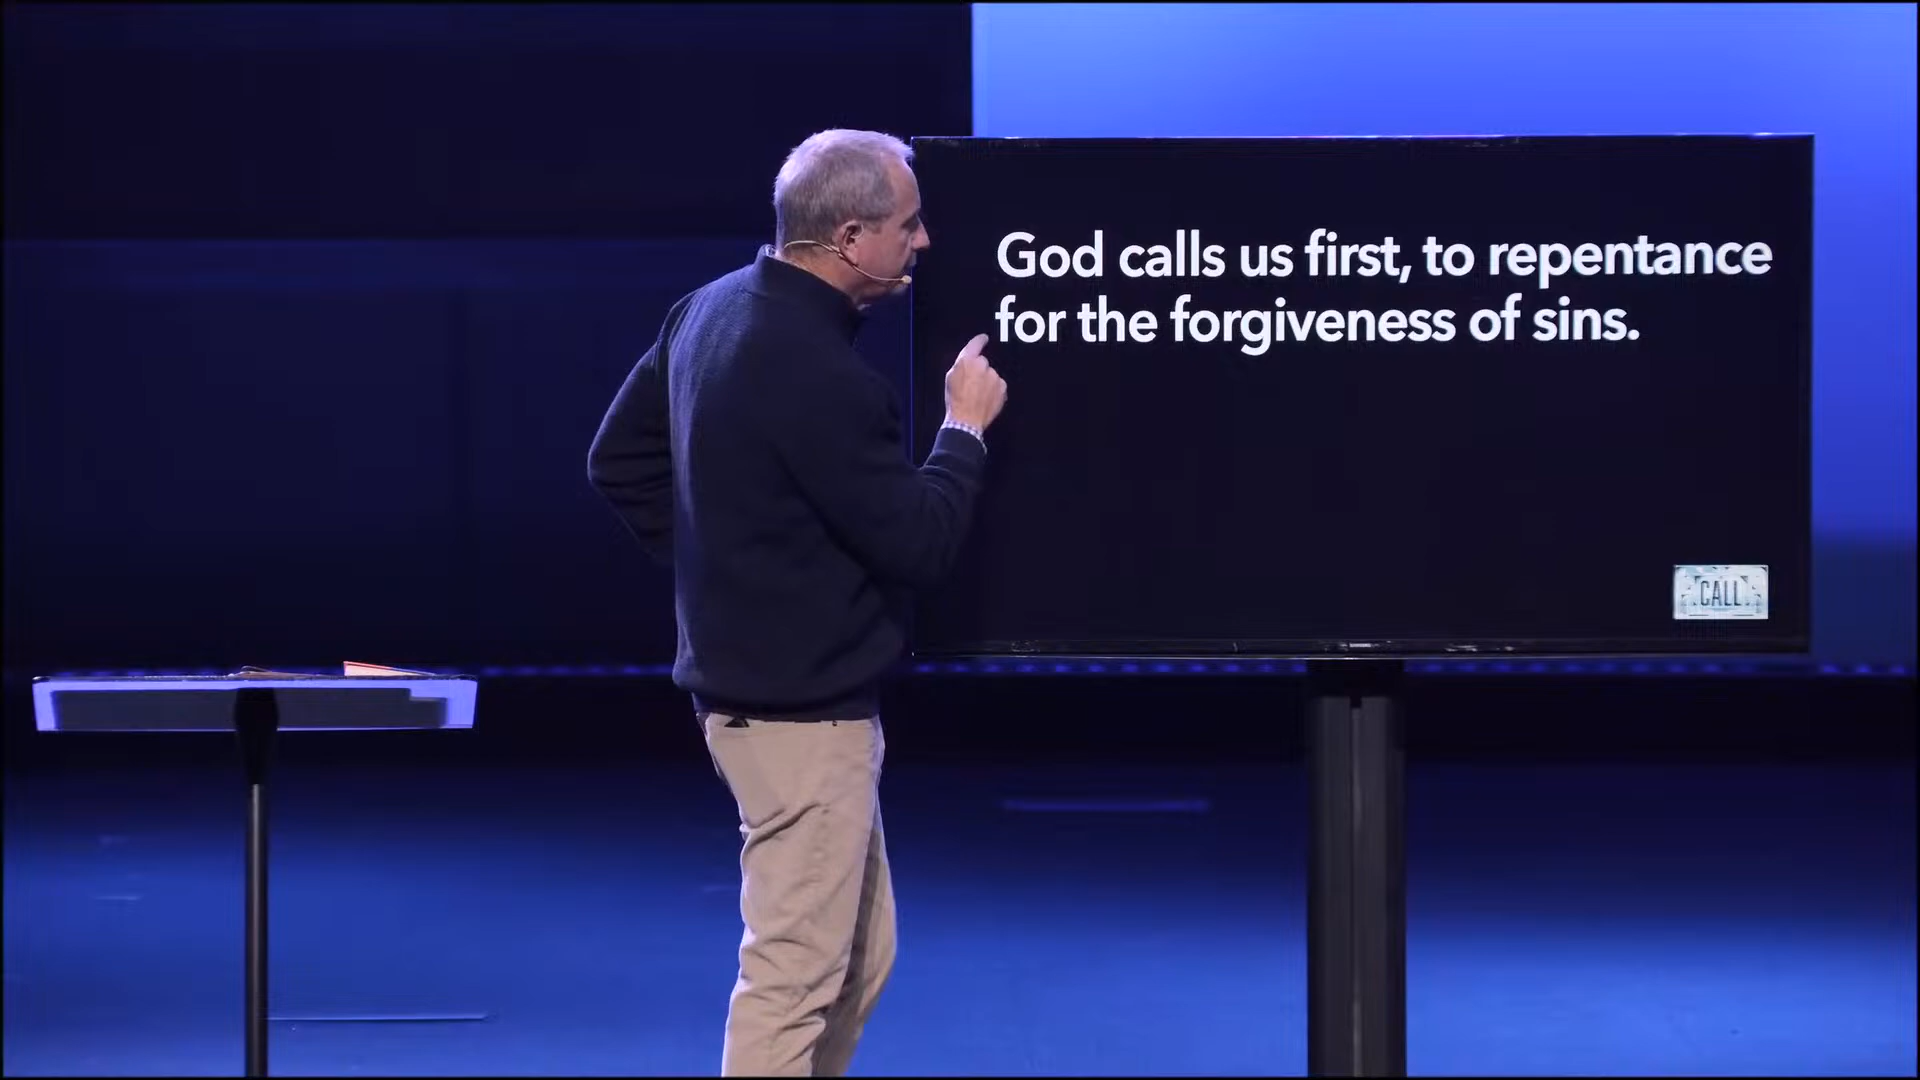 God calls us first, to repentance
for the forgiveness of sins.
CALL